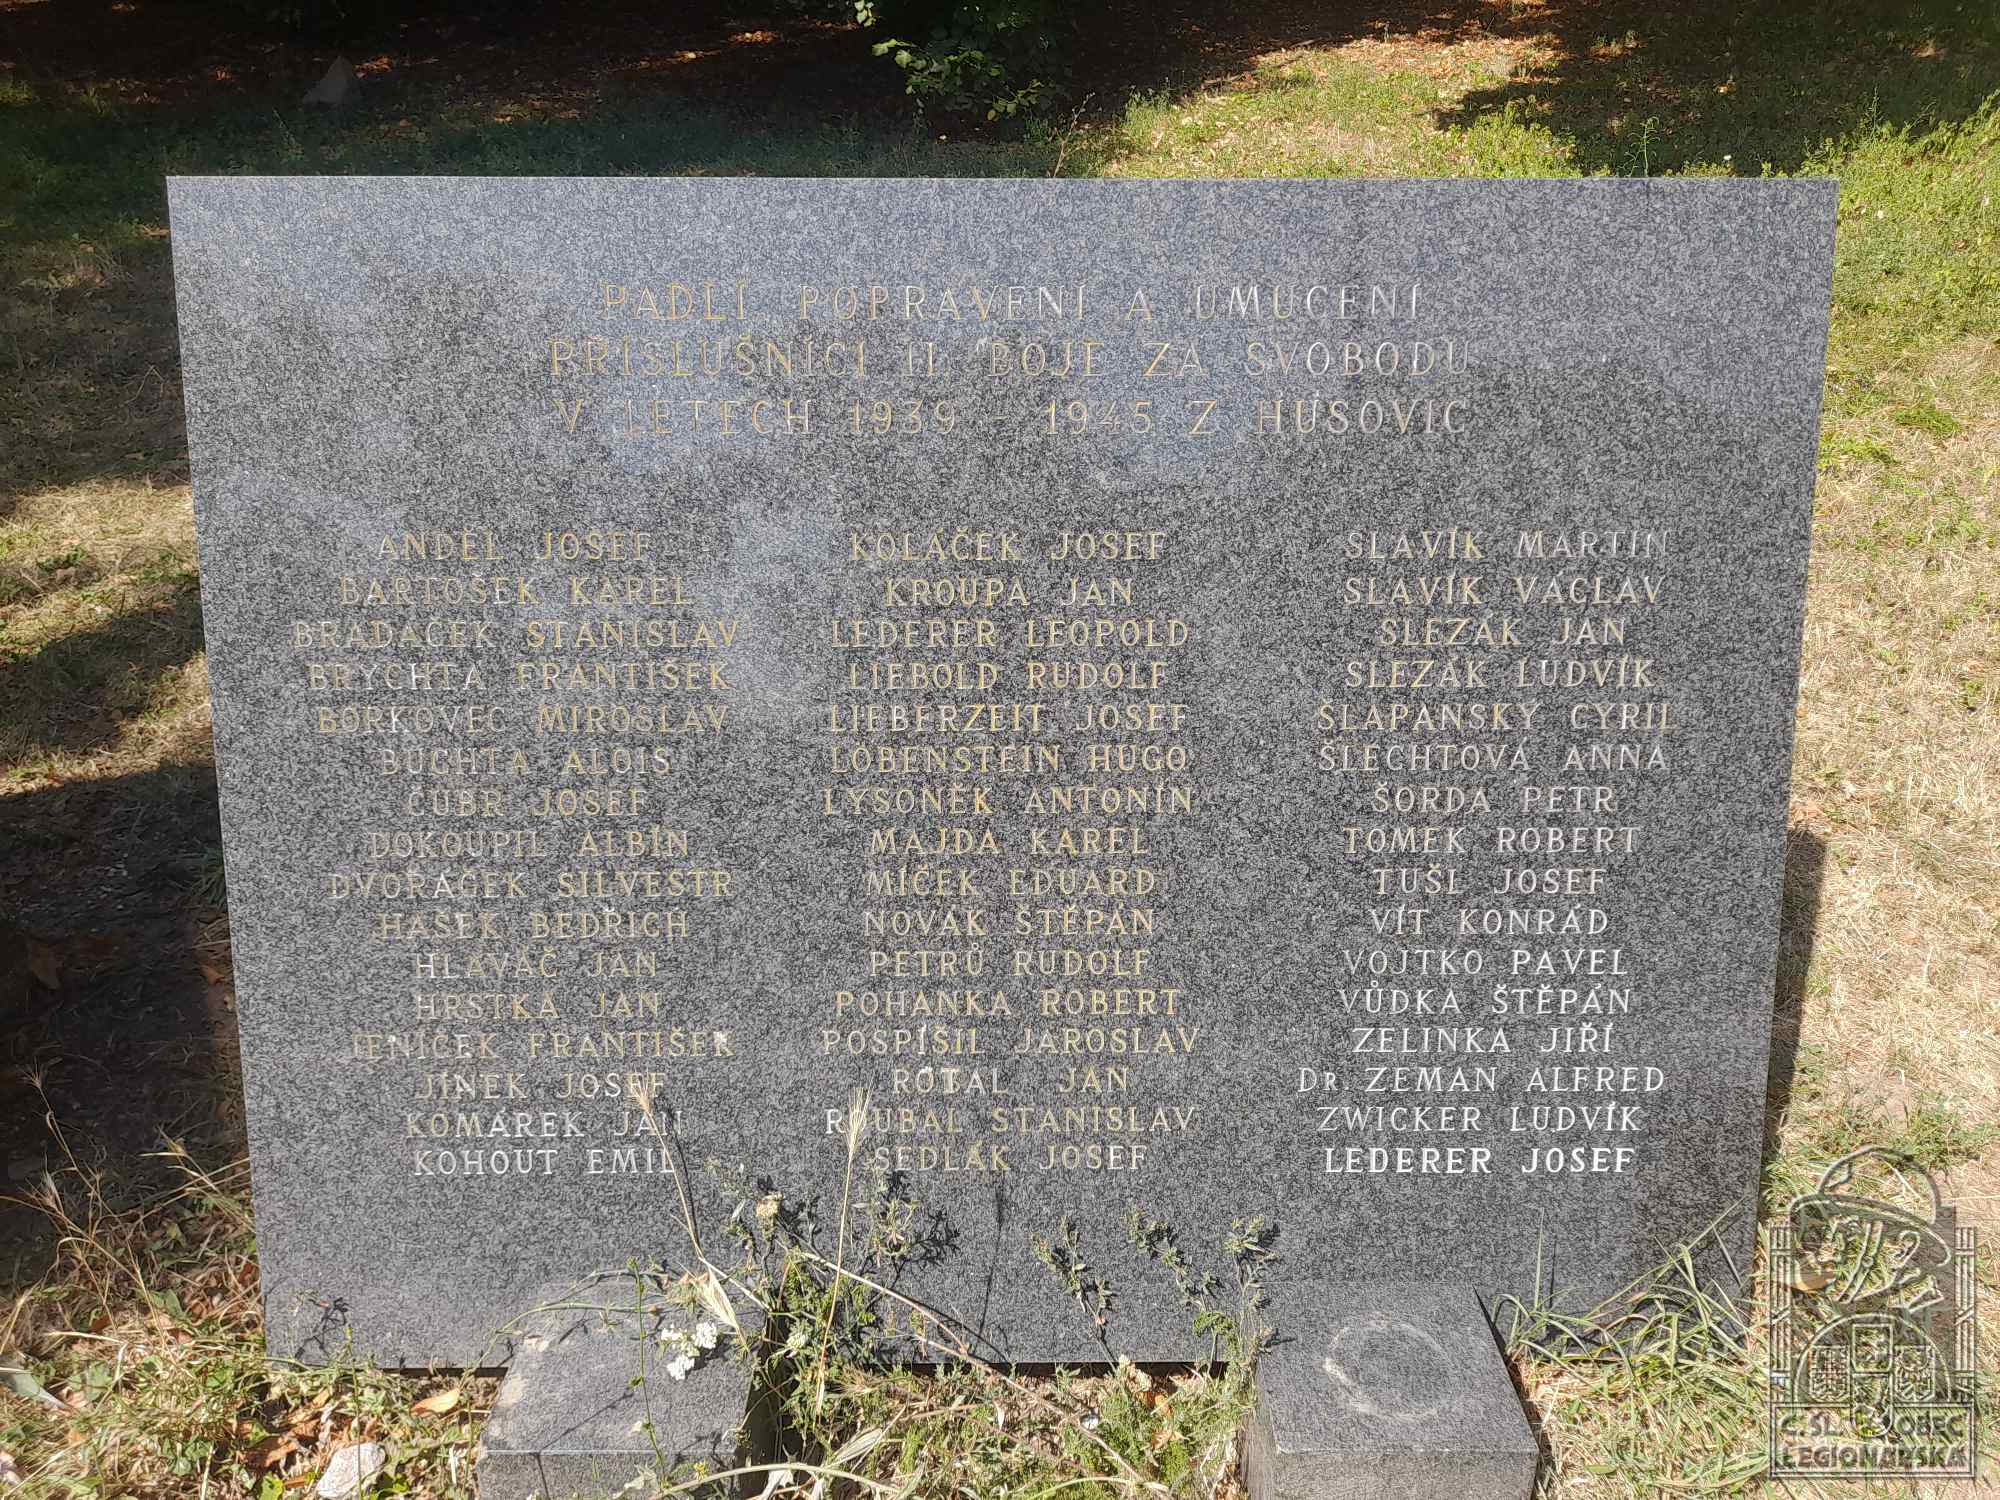 PADLÍ, POPRAVENÍ A UMUČENÍ
PŘÍSLUŠNÍCI II. BOJE ZA SVOBODU
V LETECH 1939 - 1945 Z HUSOVIC
ANDĚL JOSEF
BARTOŠEK KAREL
BRADÁČEK STANISLAV
BRYCHTA FRANTIŠEK
BORKOVEC MIROSLAV
BUCHTA ALOIS
ČUBR JOSEF
DOKOUPIL ALBÍN
DVOŘÁČEK SILVESTR
HAŠEK BEDŘICH
HLAVÁČ JAN
HRSTKA JAN
JENÍČEK FRANTIŠEK
JÍNEK JOSEF
KOMÁREK JAN
KOHOUT EMIL
KOLÁČEK JOSEF
KROUPA JAN
LEDERER LEOPOLD
LIEBOLD RUDOLF
LIEBERZEIT JOSEF
LÖBENSTEIN HUGO
LYSONĚK ANTONÍN
MAJDA KAREL
MÍČEK EDUARD
NOVÁK ŠTĚPÁN
PETRŮ RUDOLF
POHANKA ROBERT
POSPÍŠIL JAROSLAV
ROTAL JAN
ROUBAL STANISLAV
SEDLÁK JOSEF
SLAVÍK MARTIN
SLAVÍK VÁCLAV
SLEZÁK JAN
SLEZÁK LUDVÍK
ŠLAPANSKÝ CYRIL
ŠLECHTOVÁ ANNA
ŠORDA PETR
TOMEK ROBERT
TUŠL JOSEF
VÍT KONRÁD
VOJTKO PAVEL
VŮDKA ŠTĚPÁN
ZELINKA JIŘÍ
Dr. ZEMAN ALFRED
ZWICKER LUDVÍK
LEDERER JOSEF
Č.SL. OBEC
LEGIONÁŘSKÁ